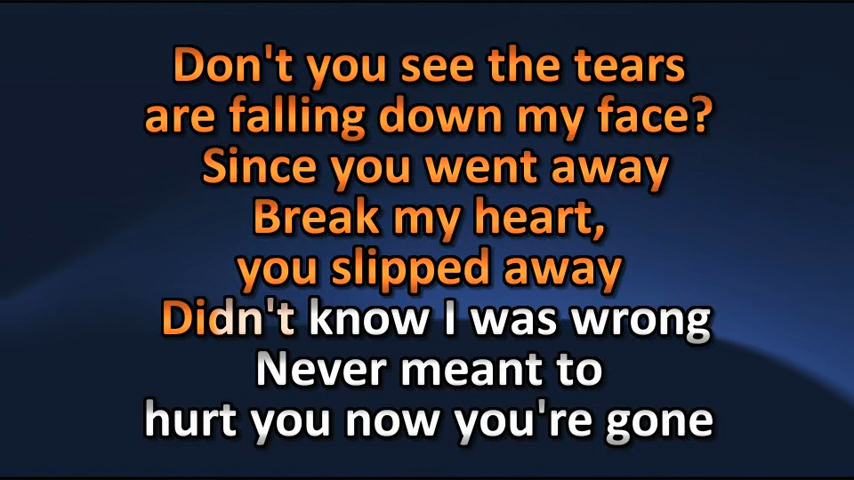 Don't you see the tears
are falling down my face?
Since you went away
Break my heart,
you slipped away
Didn't know I was wrong
Never meant to
hurt you now you're gone